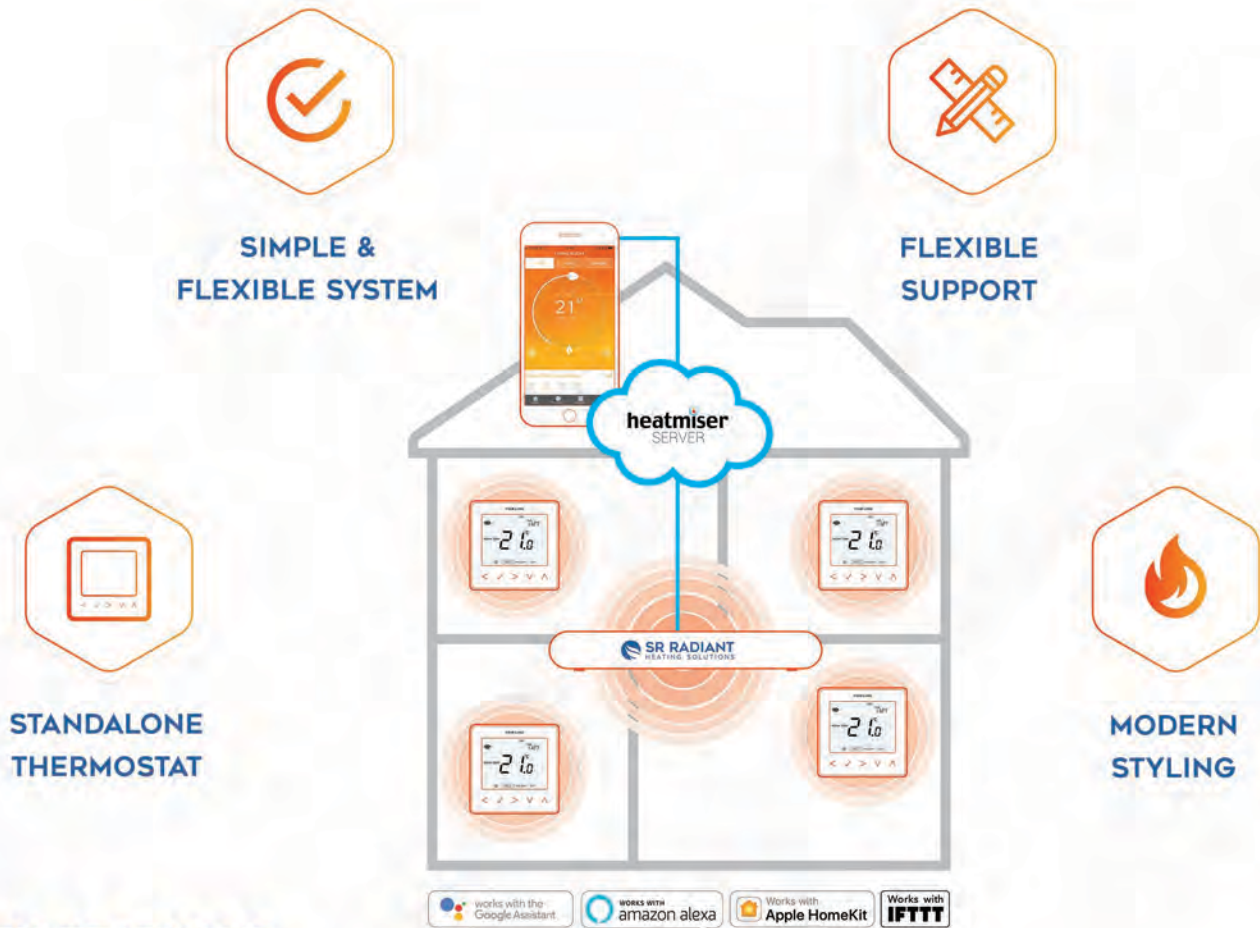 SIMPLE &
FLEXIBLE SYSTEM
FLEXIBLE
SUPPORT
21
heatmiser
SERVER
21.0
21.0
SR RADIANT
HEATING SOLUTIONS
STANDALONE
THERMOSTAT
21.0
21.0
MODERN
STYLING
works with the
Google Assistant
WORKS WITH
amazon alexa
Works with
Apple HomeKit
Works with
IFTTT